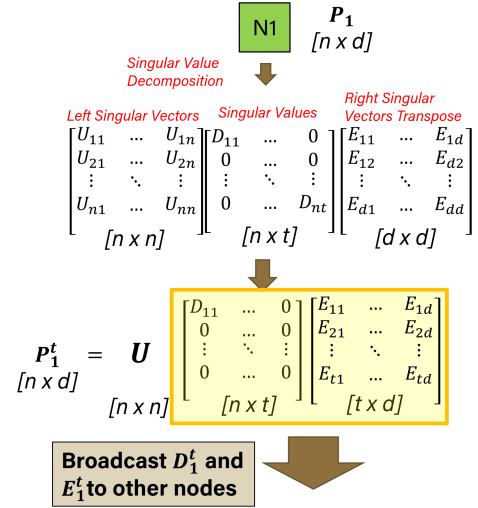 N1 P₁
[n x d]
Singular Value
Decomposition
Left Singular Vectors Singular Values Right Singular
Vectors Transpose
U₁₁ ... U₁ₙ D₁₁ ... 0 E₁₁ ... E₁d
U₂₁ ... U₂ₙ 0 ... 0 E₁₂ ... Ed₂
⋮ ⋱ ⋮ ⋮ ⋱ ⋮ ⋮ ⋱ ⋮
Uₙ₁ ... Uₙₙ 0 ... Dₙₜ Ed₁ ... Edd
[n x n] [n x t] [d x d]
D₁₁ ... 0 E₁₁ ... E₁d
0 ... 0 E₂₁ ... E₂d
⋮ ⋱ ⋮ ⋮ ⋱ ⋮
0 ... 0 Eₜ₁ ... Eₜd
P₁ᵗ = U
[n x d] [n x n] [n x t] [t x d]
Broadcast D₁ᵗ and
E₁ᵗ to other nodes